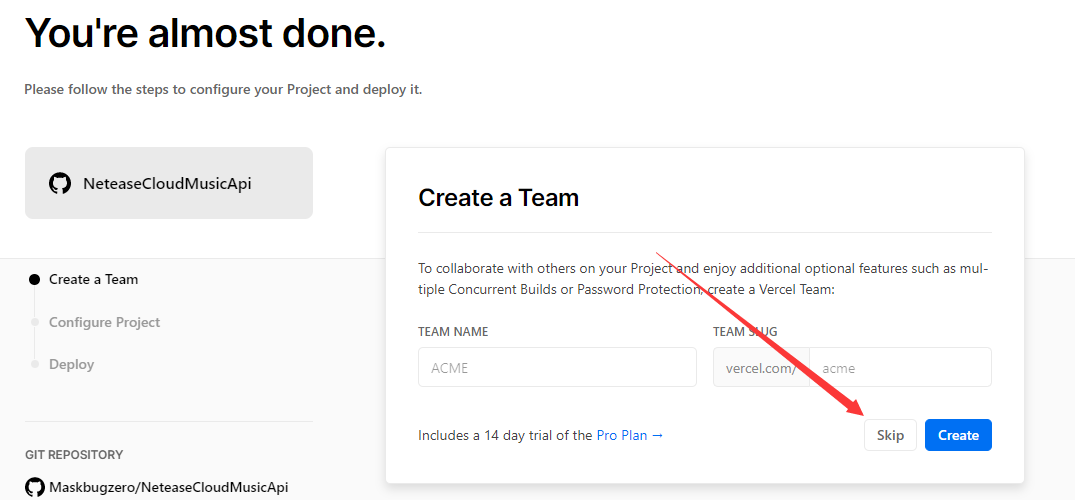 You're almost done.
Please follow the steps to configure your Project and deploy it.
NeteaseCloudMusicApi
Create a Team
Configure Project
Deploy
GIT REPOSITORY
Maskbugzero/NeteaseCloudMusicApi
Create a Team
To collaborate with others on your Project and enjoy additional optional features such as mul-
tiple Concurrent Builds or Password Protection, create a Vercel Team:
TEAM NAME
ACME
TEAM SLUG
vercel.com/ acme
Includes a 14 day trial of the Pro Plan →
Skip
Create